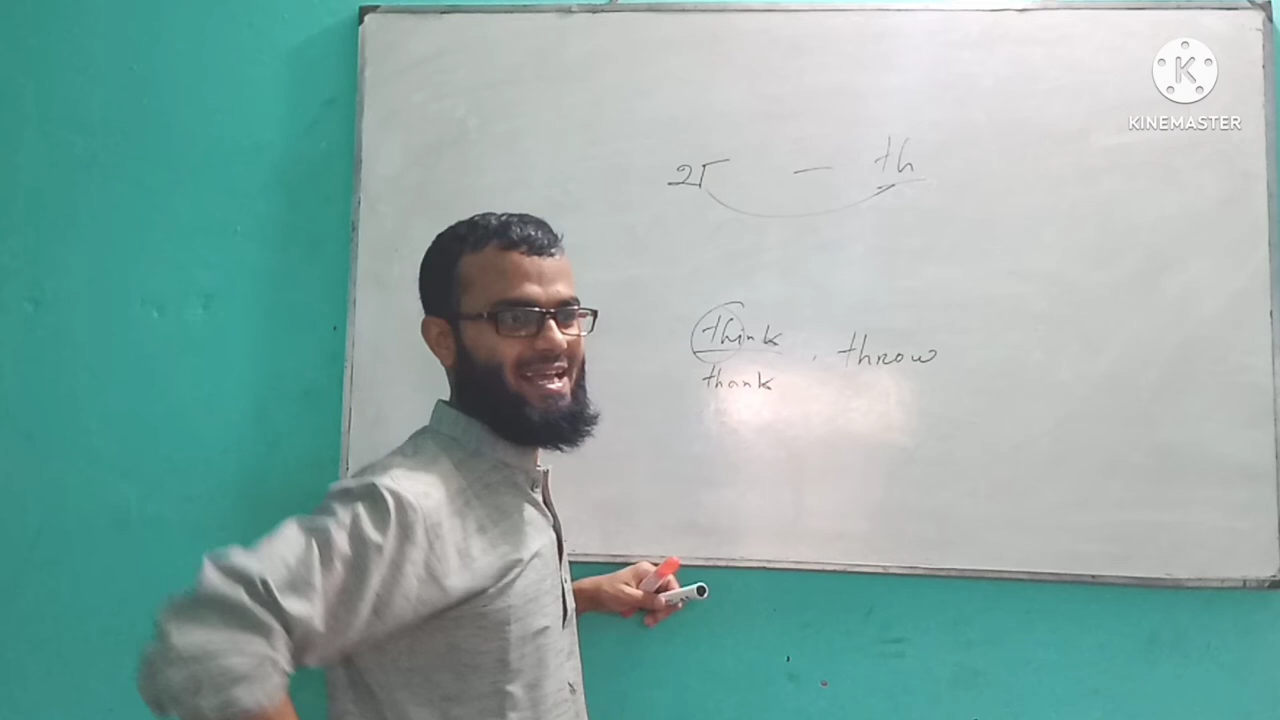 K
KINEMASTER
থ — th
think , throw
thank